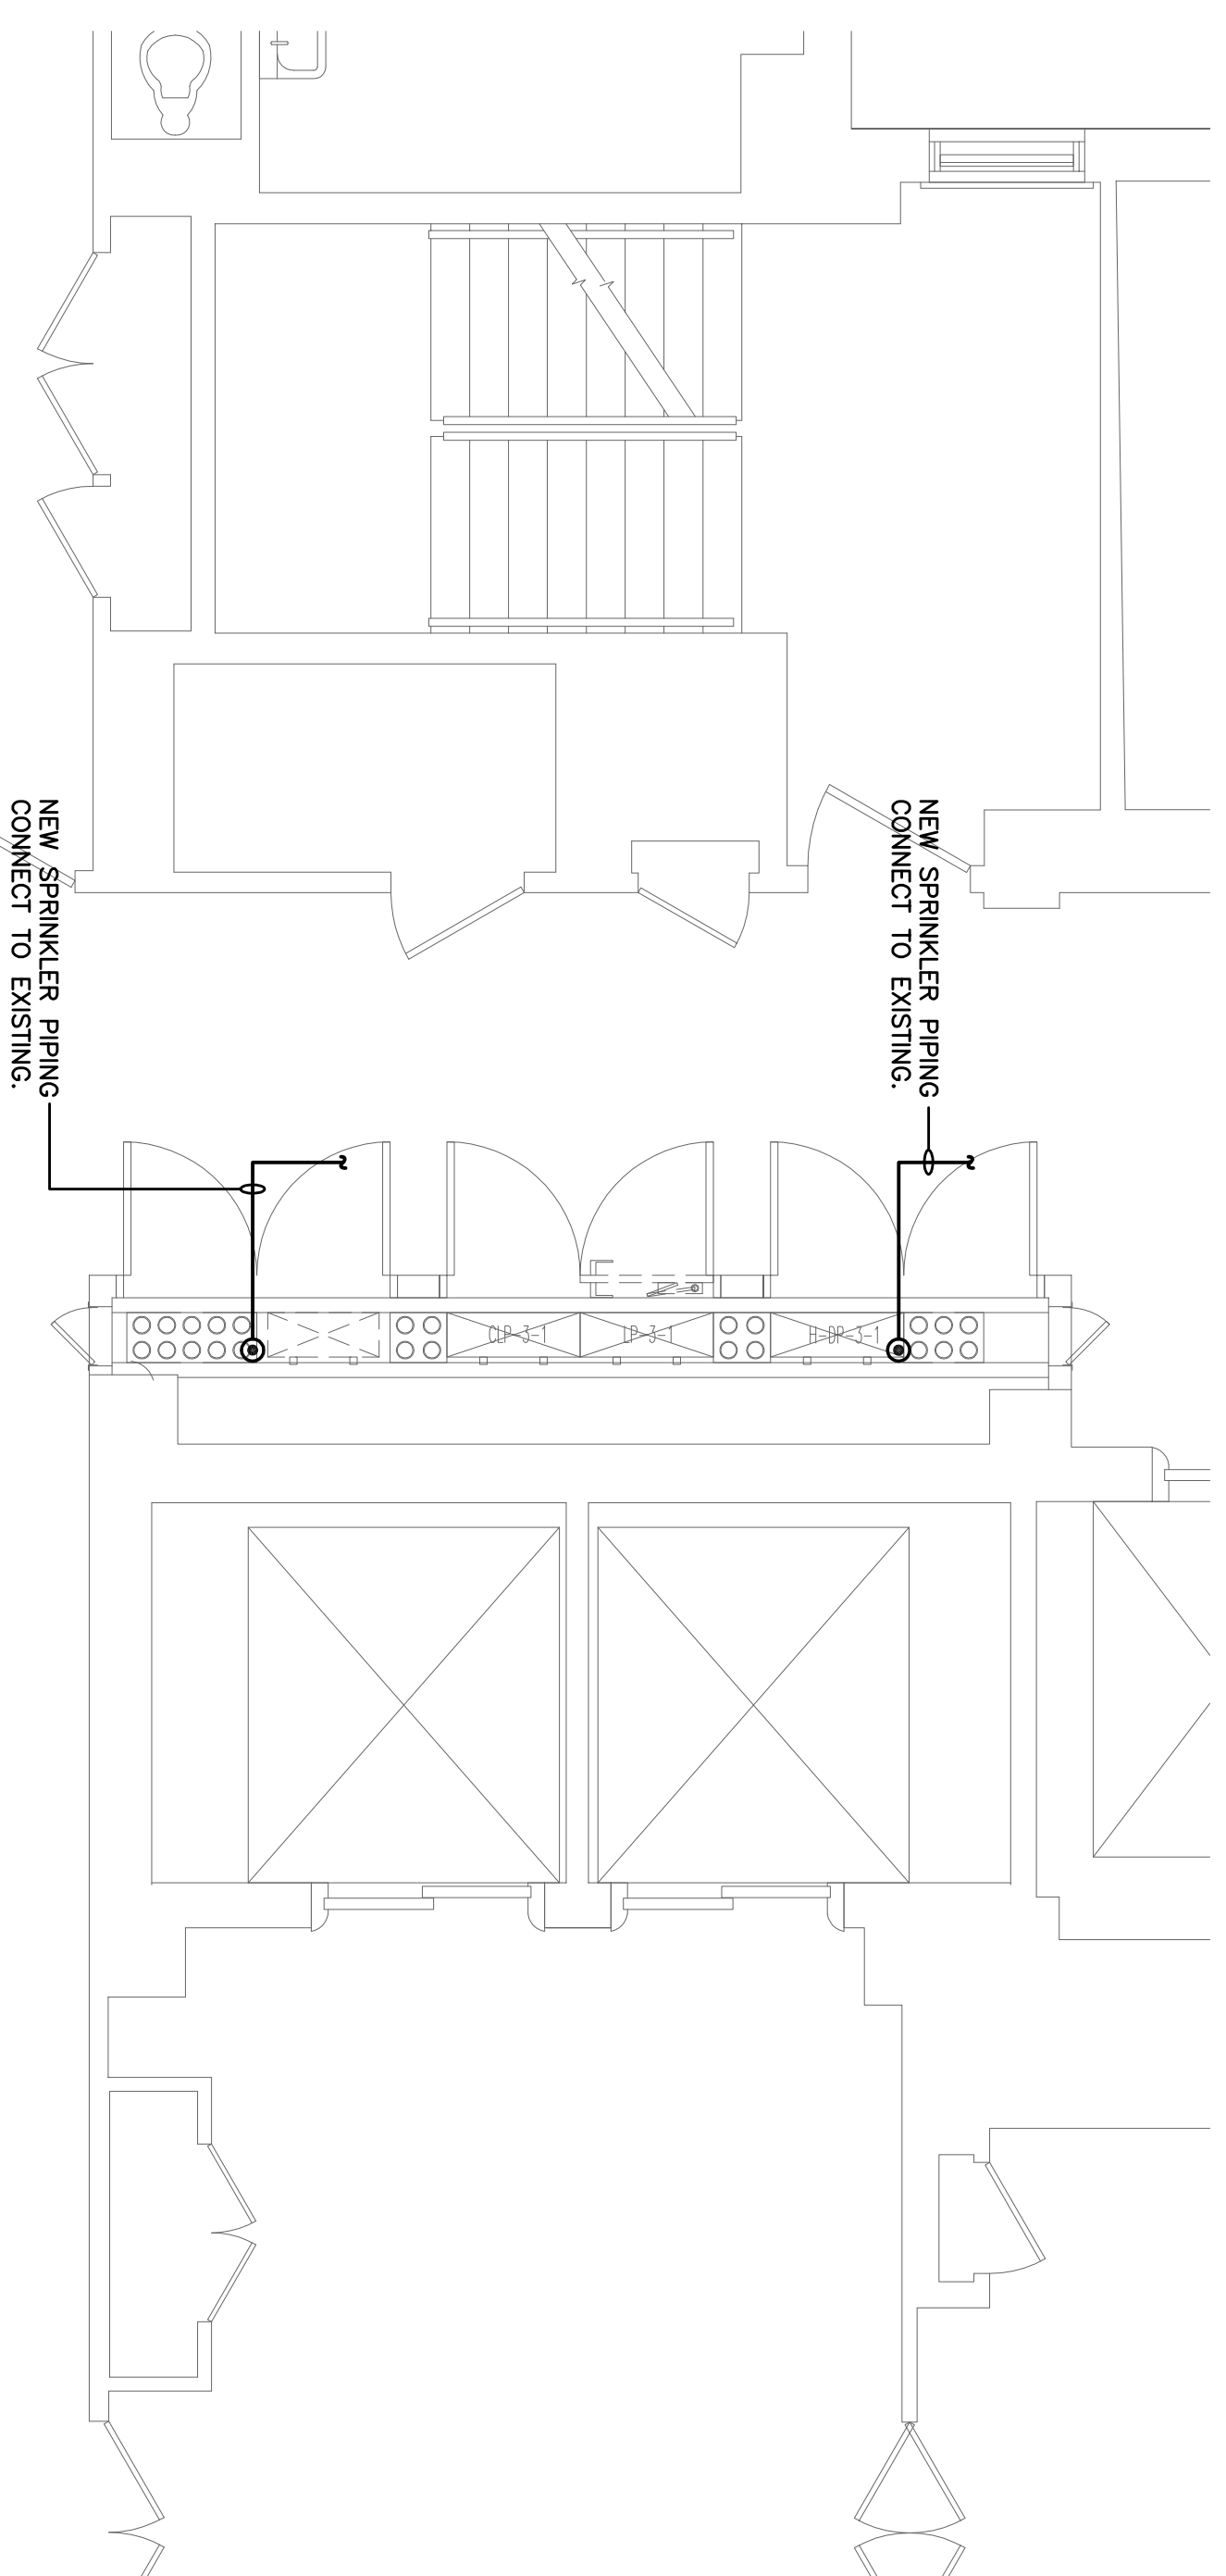 NEW SPRINKLER PIPING
CONNECT TO EXISTING.
NEW SPRINKLER PIPING
CONNECT TO EXISTING.
CLP-3-1
LP-3-1
H-DP-3-1